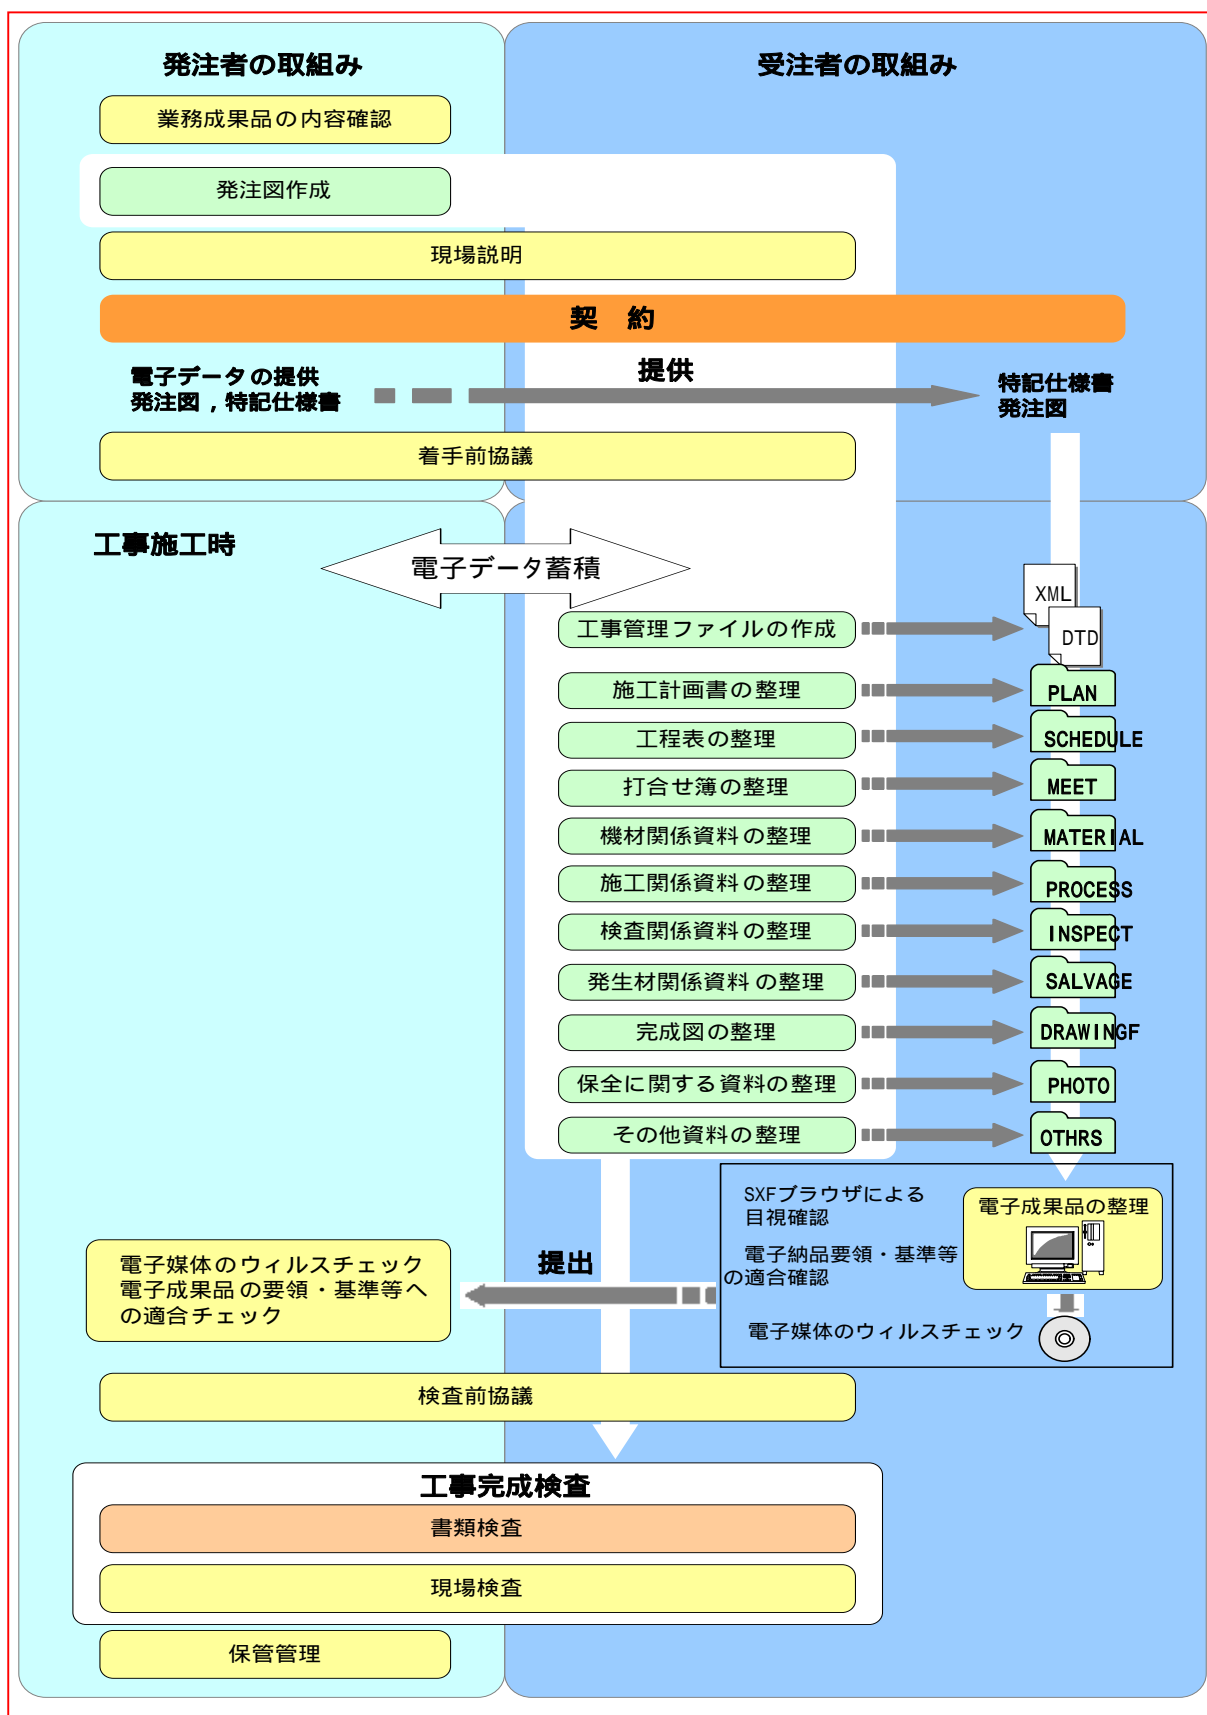 発注者の取組み
受注者の取組み
業務成果品の内容確認
発注図作成
現場説明
契　約
電子データの提供
発注図，特記仕様書
提供
特記仕様書
発注図
着手前協議
工事施工時
電子データ蓄積
XML
DTD
工事管理ファイルの作成
施工計画書の整理
PLAN
工程表の整理
SCHEDULE
打合せ簿の整理
MEET
機材関係資料の整理
MATERIAL
施工関係資料の整理
PROCESS
検査関係資料の整理
INSPECT
発生材関係資料の整理
SALVAGE
完成図の整理
DRAWINGF
保全に関する資料の整理
PHOTO
その他資料の整理
OTHRS
SXFブラウザによる
目視確認
電子納品要領・基準等
の適合確認
電子媒体のウィルスチェック
電子成果品の整理
提出
電子媒体のウィルスチェック
電子成果品の要領・基準等へ
の適合チェック
検査前協議
工事完成検査
書類検査
現場検査
保管管理